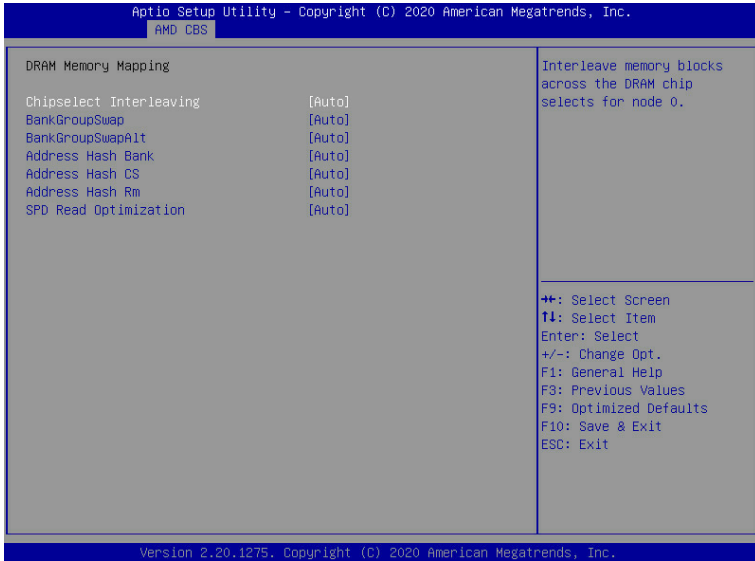 Aptio Setup Utility – Copyright (C) 2020 American Megatrends, Inc.
AMD CBS
DRAM Memory Mapping
Chipselect Interleaving [Auto]
BankGroupSwap [Auto]
BankGroupSwapAlt [Auto]
Address Hash Bank [Auto]
Address Hash CS [Auto]
Address Hash Rm [Auto]
SPD Read Optimization [Auto]
Interleave memory blocks
across the DRAM chip
selects for node 0.
→←: Select Screen
↑↓: Select Item
Enter: Select
+/-: Change Opt.
F1: General Help
F3: Previous Values
F9: Optimized Defaults
F10: Save & Exit
ESC: Exit
Version 2.20.1275. Copyright (C) 2020 American Megatrends, Inc.